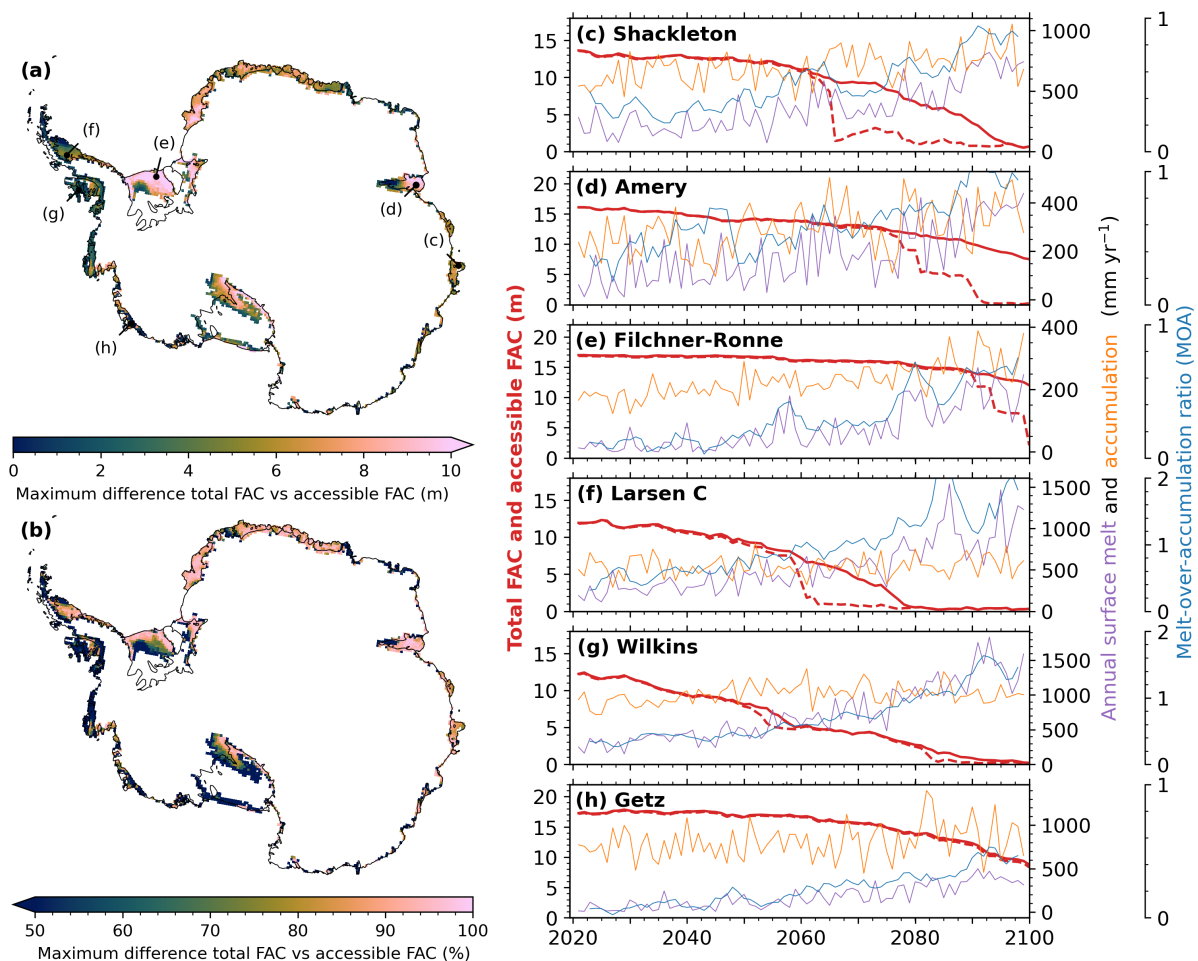 (a)
(f)
(e)
(g)
(d)
(c)
(h)
0 2 4 6 8 10
Maximum difference total FAC vs accessible FAC (m)
(b)
50 60 70 80 90 100
Maximum difference total FAC vs accessible FAC (%)
Total FAC and accessible FAC (m)
(c) Shackleton
15
10
5
0
1000
500
0
1
0
(d) Amery
20
15
10
5
0
400
200
0
1
0
(e) Filchner-Ronne
20
15
10
5
0
400
200
0
1
0
(f) Larsen C
15
10
5
0
1500
1000
500
0
2
1
0
(g) Wilkins
15
10
5
0
1500
1000
500
0
2
1
0
(h) Getz
20
15
10
5
0
1000
500
0
1
0
2020 2040 2060 2080 2100
Annual surface melt and accumulation (mm yr⁻¹)
Melt-over-accumulation ratio (MOA)